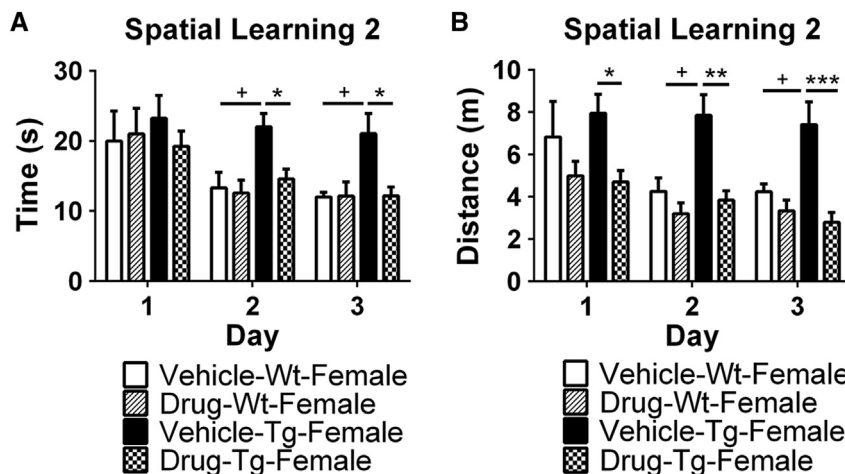 A
Spatial Learning 2
Time (s)
30
20
10
0
+ * + *
1 2 3
Day
Vehicle-Wt-Female
Drug-Wt-Female
Vehicle-Tg-Female
Drug-Tg-Female
B
Spatial Learning 2
Distance (m)
10
8
6
4
2
0
* + ** + ***
1 2 3
Day
Vehicle-Wt-Female
Drug-Wt-Female
Vehicle-Tg-Female
Drug-Tg-Female